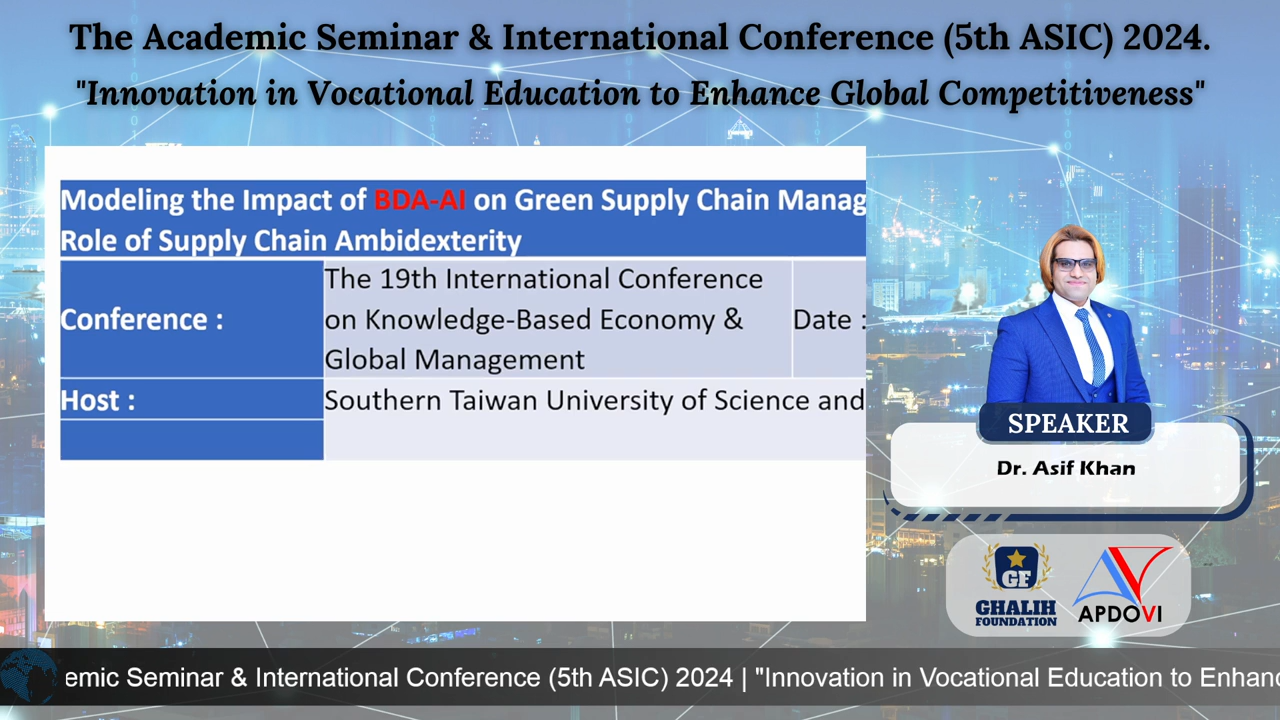 The Academic Seminar & International Conference (5th ASIC) 2024.
"Innovation in Vocational Education to Enhance Global Competitiveness"
Modeling the Impact of BDA-AI on Green Supply Chain Manag
Role of Supply Chain Ambidexterity
Conference :
The 19th International Conference
on Knowledge-Based Economy &
Global Management
Date :
Host :
Southern Taiwan University of Science and
SPEAKER
Dr. Asif Khan
GF
GHALIH
FOUNDATION
APDOVI
emic Seminar & International Conference (5th ASIC) 2024 | "Innovation in Vocational Education to Enhanc